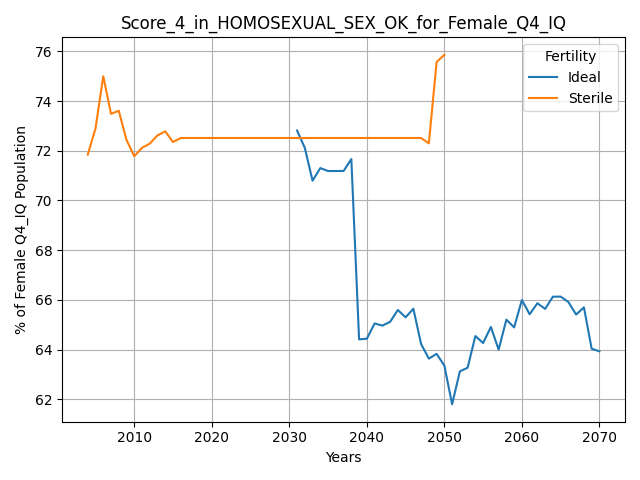 Score_4_in_HOMOSEXUAL_SEX_OK_for_Female_Q4_IQ
Fertility
Ideal
Sterile
% of Female Q4_IQ Population
76
74
72
70
68
66
64
62
2010 2020 2030 2040 2050 2060 2070
Years